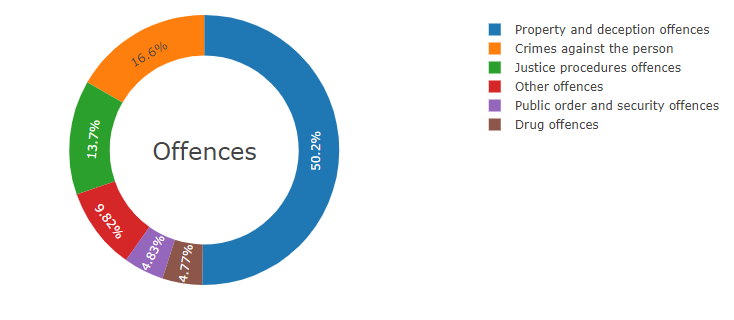 Offences
50.2%
16.6%
13.7%
9.82%
4.83%
4.77%
Property and deception offences
Crimes against the person
Justice procedures offences
Other offences
Public order and security offences
Drug offences